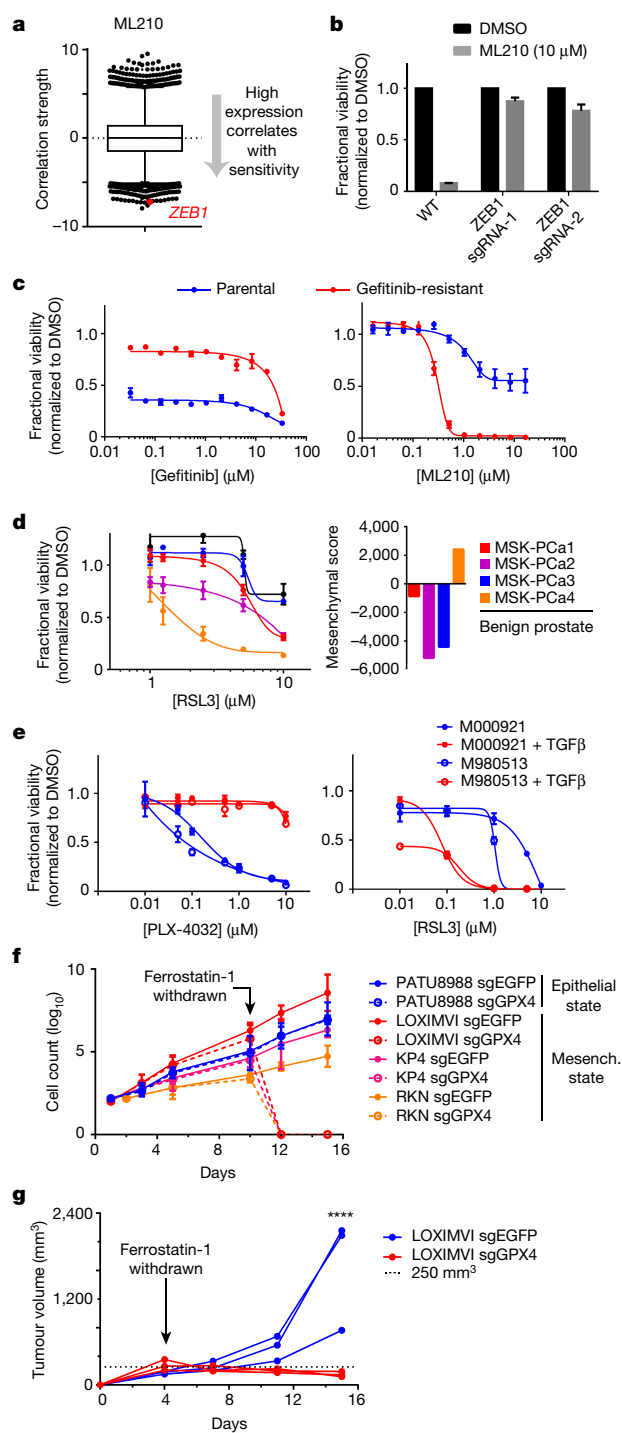 a
ML210
Correlation strength
10
0
−10
High
expression
correlates
with
sensitivity
ZEB1
b
DMSO
ML210 (10 μM)
Fractional viability
(normalized to DMSO)
1.0
0.5
0
WT
ZEB1
sgRNA-1
ZEB1
sgRNA-2
c
Parental
Gefitinib-resistant
Fractional viability
(normalized to DMSO)
1.0
0.5
0
0.01 0.1 1.0 10 100
[Gefitinib] (μM)
1.0
0.5
0
0.01 0.1 1.0 10 100
[ML210] (μM)
d
Fractional viability
(normalized to DMSO)
1.0
0.5
0
1 10
[RSL3] (μM)
Mesenchymal score
4,000
2,000
0
−2,000
−4,000
−6,000
MSK-PCa1
MSK-PCa2
MSK-PCa3
MSK-PCa4
Benign prostate
e
Fractional viability
(normalized to DMSO)
1.0
0.5
0
0.01 0.1 1.0 10
[PLX-4032] (μM)
M000921
M000921 + TGFβ
M980513
M980513 + TGFβ
1.0
0.5
0
0.01 0.1 1.0 10
[RSL3] (μM)
f
Cell count (log10)
10
5
0
Ferrostatin-1
withdrawn
0 4 8 12 16
Days
PATU8988 sgEGFP
PATU8988 sgGPX4
LOXIMVI sgEGFP
LOXIMVI sgGPX4
KP4 sgEGFP
KP4 sgGPX4
RKN sgEGFP
RKN sgGPX4
Epithelial
state
Mesench.
state
g
Tumour volume (mm3)
2,400
1,200
0
Ferrostatin-1
withdrawn
****
0 4 8 12 16
Days
LOXIMVI sgEGFP
LOXIMVI sgGPX4
250 mm3